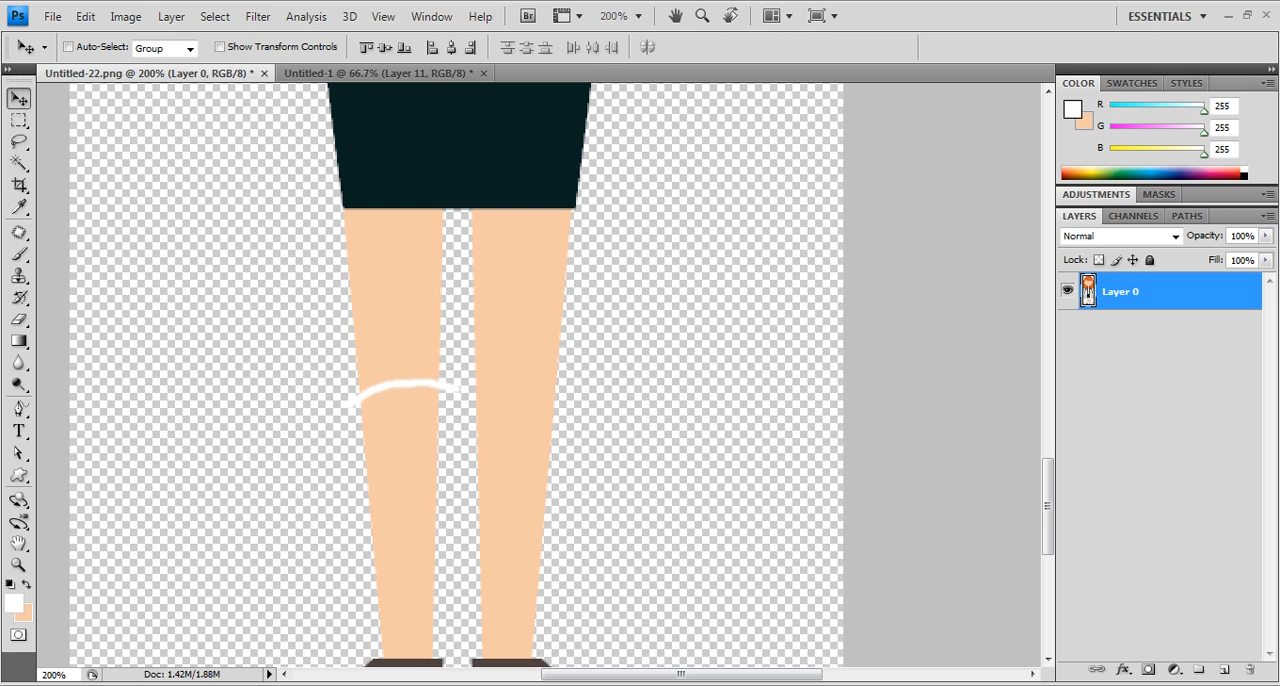 Ps File Edit Image Layer Select Filter Analysis 3D View Window Help Br 200% ESSENTIALS
Auto-Select: Group Show Transform Controls
Untitled-22.png @ 200% (Layer 0, RGB/8) * × Untitled-1 @ 66.7% (Layer 11, RGB/8) * ×
COLOR SWATCHES STYLES
R 255
G 255
B 255
ADJUSTMENTS MASKS
LAYERS CHANNELS PATHS
Normal Opacity: 100%
Lock: Fill: 100%
Layer 0
T
200% Doc: 1.42M/1.88M
fx